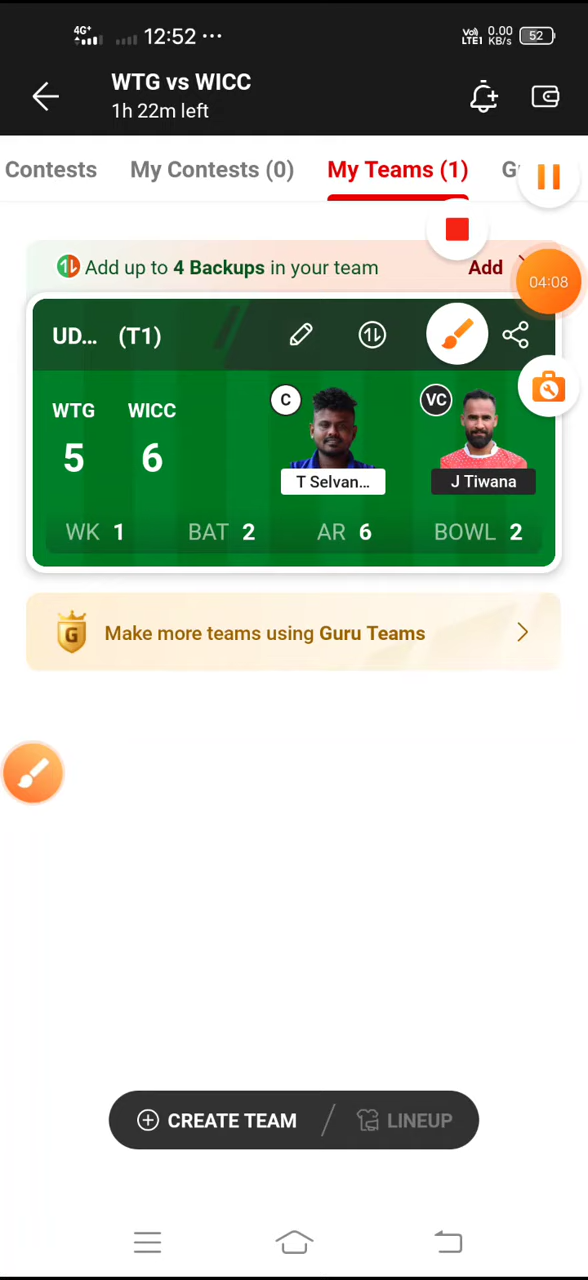 4G+ 12:52 ... Vo) LTE1 0.00 KB/s 52
WTG vs WICC
1h 22m left
Contests My Contests (0) My Teams (1) G
Add up to 4 Backups in your team Add
04:08
UD... (T1)
WTG WICC C VC
5 6
T Selvan... J Tiwana
WK 1 BAT 2 AR 6 BOWL 2
G Make more teams using Guru Teams
CREATE TEAM / LINEUP